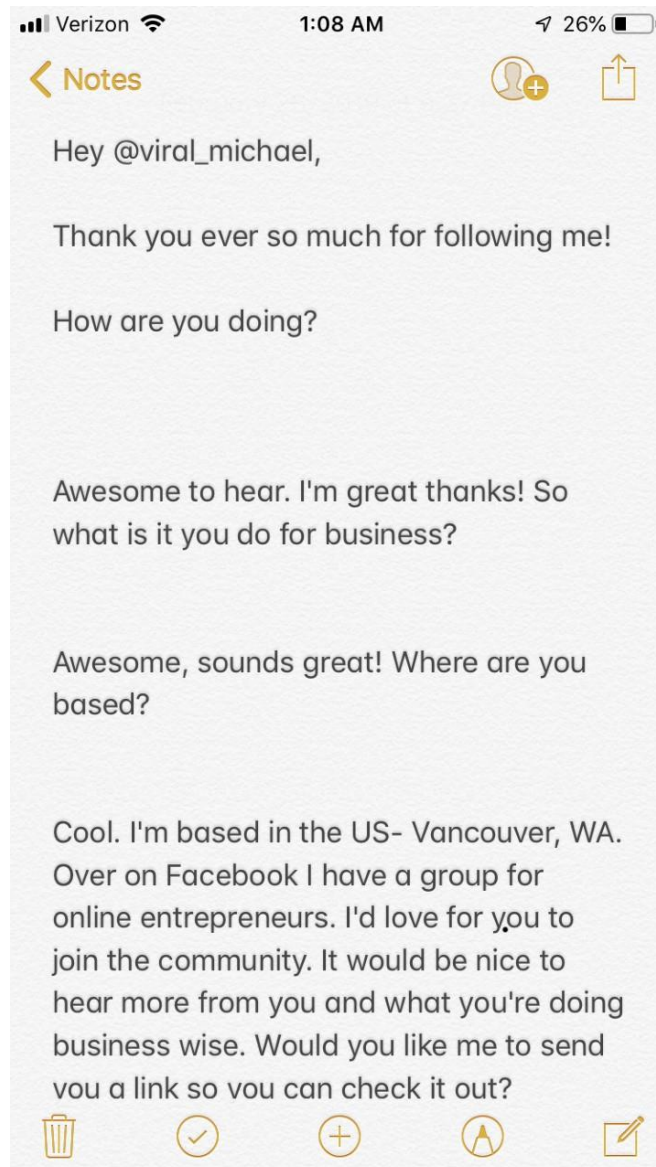 Verizon 1:08 AM 26%
Notes
Hey @viral_michael,
Thank you ever so much for following me!
How are you doing?
Awesome to hear. I'm great thanks! So
what is it you do for business?
Awesome, sounds great! Where are you
based?
Cool. I'm based in the US- Vancouver, WA.
Over on Facebook I have a group for
online entrepreneurs. I'd love for you to
join the community. It would be nice to
hear more from you and what you're doing
business wise. Would you like me to send
you a link so you can check it out?